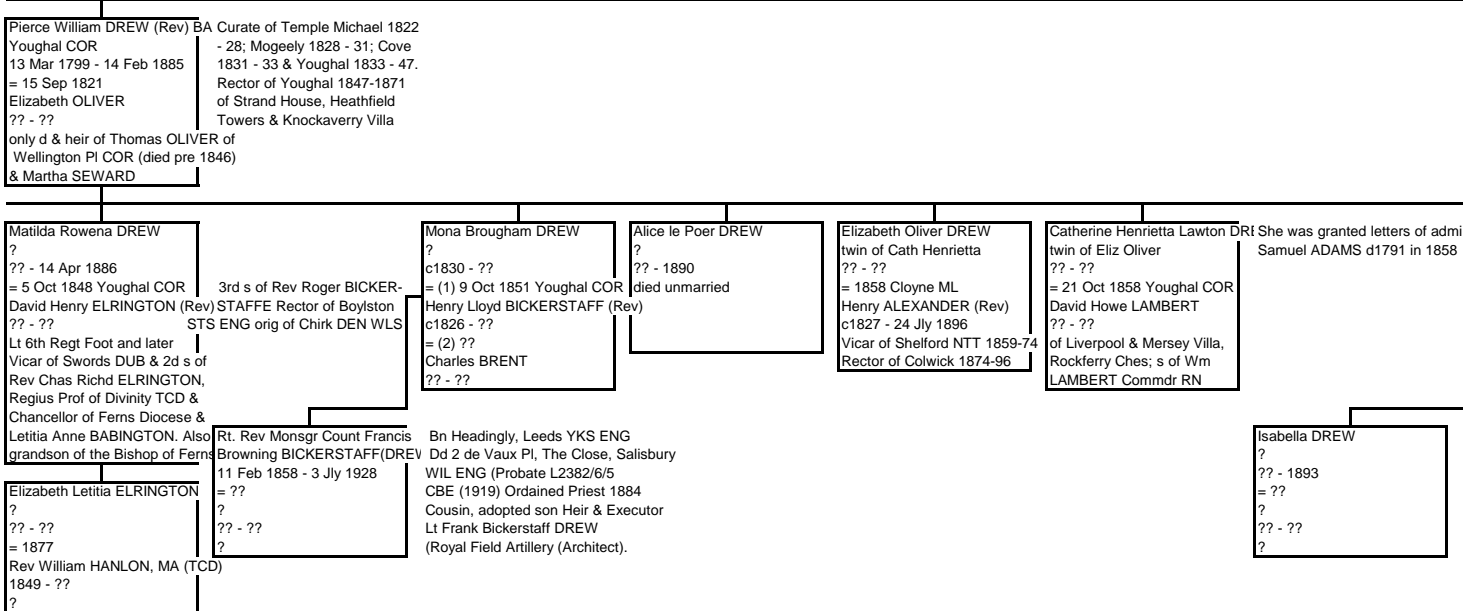 Pierce William DREW (Rev) BA
Youghal COR
13 Mar 1799 - 14 Feb 1885
= 15 Sep 1821
Elizabeth OLIVER
?? - ??
only d & heir of Thomas OLIVER of
Wellington Pl COR (died pre 1846)
& Martha SEWARD
Curate of Temple Michael 1822
- 28; Mogeely 1828 - 31; Cove
1831 - 33 & Youghal 1833 - 47.
Rector of Youghal 1847-1871
of Strand House, Heathfield
Towers & Knockaverry Villa
Matilda Rowena DREW
?
?? - 14 Apr 1886
= 5 Oct 1848 Youghal COR
David Henry ELRINGTON (Rev)
?? - ??
Lt 6th Regt Foot and later
Vicar of Swords DUB & 2d s of
Rev Chas Richd ELRINGTON,
Regius Prof of Divinity TCD &
Chancellor of Ferns Diocese &
Letitia Anne BABINGTON. Also
grandson of the Bishop of Ferns
3rd s of Rev Roger BICKER-
STAFFE Rector of Boylston
STS ENG orig of Chirk DEN WLS
Mona Brougham DREW
?
c1830 - ??
= (1) 9 Oct 1851 Youghal COR
Henry Lloyd BICKERSTAFF (Rev)
c1826 - ??
= (2) ??
Charles BRENT
?? - ??
Alice le Poer DREW
?
?? - 1890
died unmarried
Elizabeth Oliver DREW
twin of Cath Henrietta
?? - ??
= 1858 Cloyne ML
Henry ALEXANDER (Rev)
c1827 - 24 Jly 1896
Vicar of Shelford NTT 1859-74
Rector of Colwick 1874-96
Catherine Henrietta Lawton DRE
twin of Eliz Oliver
?? - ??
= 21 Oct 1858 Youghal COR
David Howe LAMBERT
?? - ??
of Liverpool & Mersey Villa,
Rockferry Ches; s of Wm
LAMBERT Commdr RN
She was granted letters of admi
Samuel ADAMS d1791 in 1858
Elizabeth Letitia ELRINGTON
?
?? - ??
= 1877
Rev William HANLON, MA (TCD)
1849 - ??
?
Rt. Rev Monsgr Count Francis
Browning BICKERSTAFF(DREW
11 Feb 1858 - 3 Jly 1928
= ??
?
?? - ??
?
Bn Headingly, Leeds YKS ENG
Dd 2 de Vaux Pl, The Close, Salisbury
WIL ENG (Probate L2382/6/5
CBE (1919) Ordained Priest 1884
Cousin, adopted son Heir & Executor
Lt Frank Bickerstaff DREW
(Royal Field Artillery (Architect).
Isabella DREW
?
?? - 1893
= ??
?
?? - ??
?